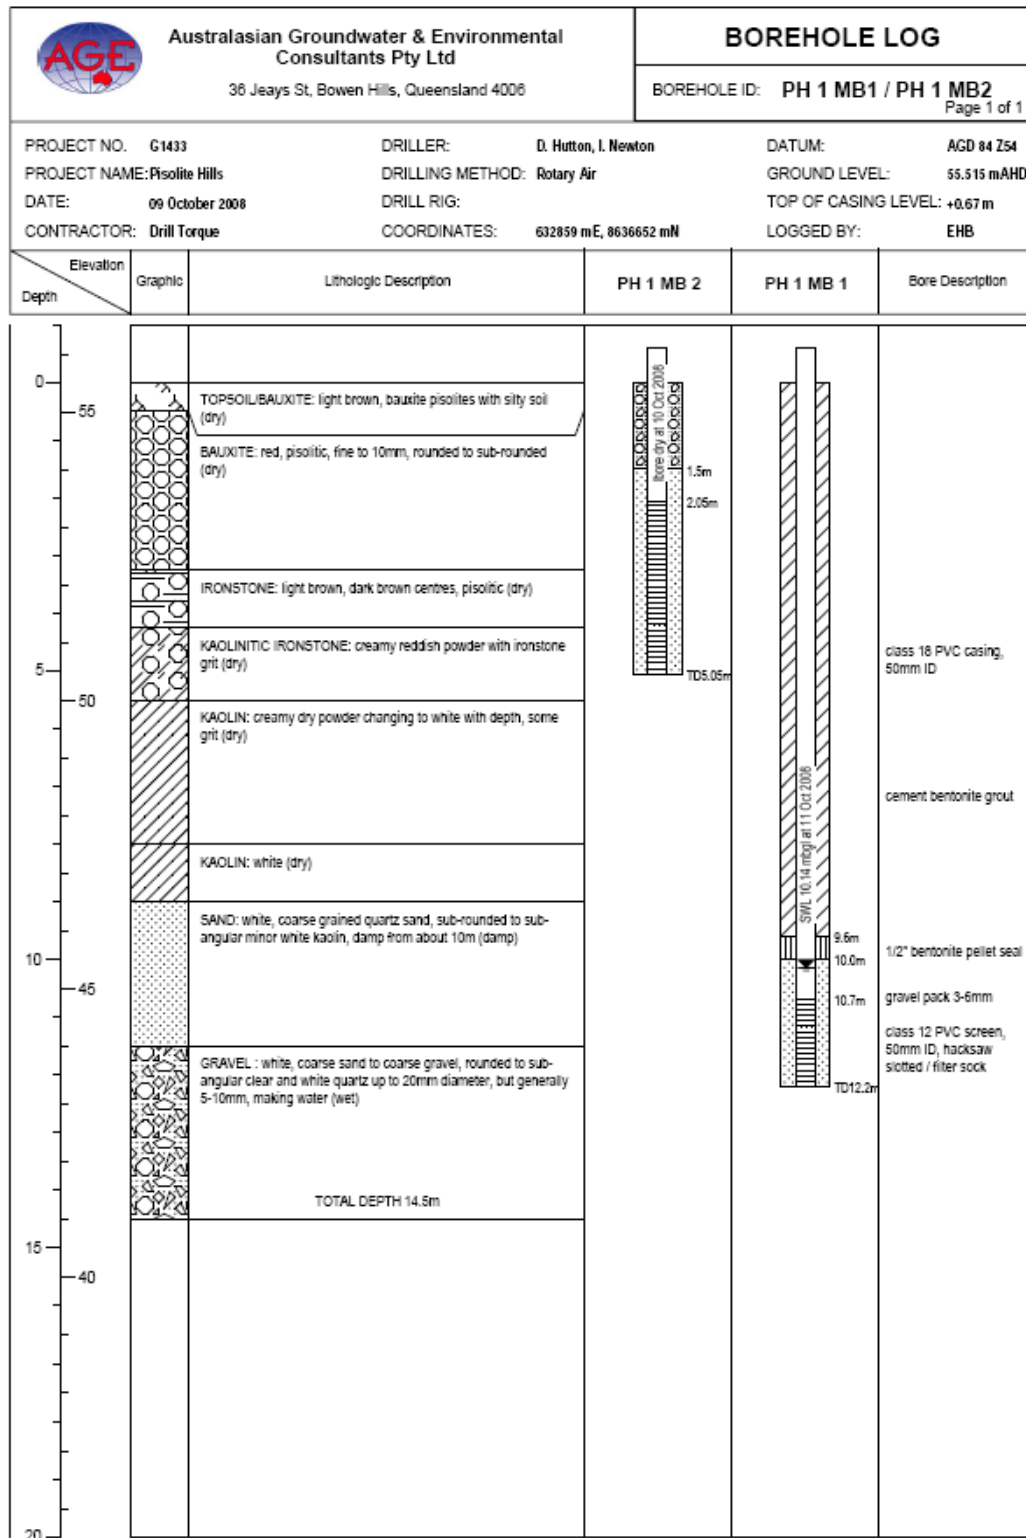 AGE
Australasian Groundwater & Environmental
Consultants Pty Ltd
36 Jeays St, Bowen Hills, Queensland 4006
BOREHOLE LOG
BOREHOLE ID: PH 1 MB1 / PH 1 MB2
Page 1 of 1
PROJECT NO. G1433
DRILLER: D. Hutton, I. Newton
DATUM: AGD 84 Z54
PROJECT NAME: Pisolite Hills
DRILLING METHOD: Rotary Air
GROUND LEVEL: 55.515 mAHD
DATE: 09 October 2008
DRILL RIG:
TOP OF CASING LEVEL: +0.67 m
CONTRACTOR: Drill Torque
COORDINATES: 632859 mE, 8636652 mN
LOGGED BY: EHB
Elevation
Depth
Graphic
Lithologic Description
PH 1 MB 2
PH 1 MB 1
Bore Description
0
55
TOPSOIL/BAUXITE: light brown, bauxite pisolites with silty soil
(dry)
BAUXITE: red, pisolitic, fine to 10mm, rounded to sub-rounded
(dry)
bore dry at 10 Oct 2008
1.5m
2.05m
IRONSTONE: light brown, dark brown centres, pisolitic (dry)
KAOLINITIC IRONSTONE: creamy reddish powder with ironstone
grit (dry)
class 18 PVC casing,
50mm ID
5
TD5.05m
50
KAOLIN: creamy dry powder changing to white with depth, some
grit (dry)
SWL 10.14 mbgl at 11 Oct 2008
cement bentonite grout
KAOLIN: white (dry)
SAND: white, coarse grained quartz sand, sub-rounded to sub-
angular minor white kaolin, damp from about 10m (damp)
9.6m
1/2" bentonite pellet seal
10
10.0m
45
10.7m
gravel pack 3-6mm
class 12 PVC screen,
50mm ID, hacksaw
slotted / filter sock
GRAVEL : white, coarse sand to coarse gravel, rounded to sub-
angular clear and white quartz up to 20mm diameter, but generally
5-10mm, making water (wet)
TD12.2m
TOTAL DEPTH 14.5m
15
40
20